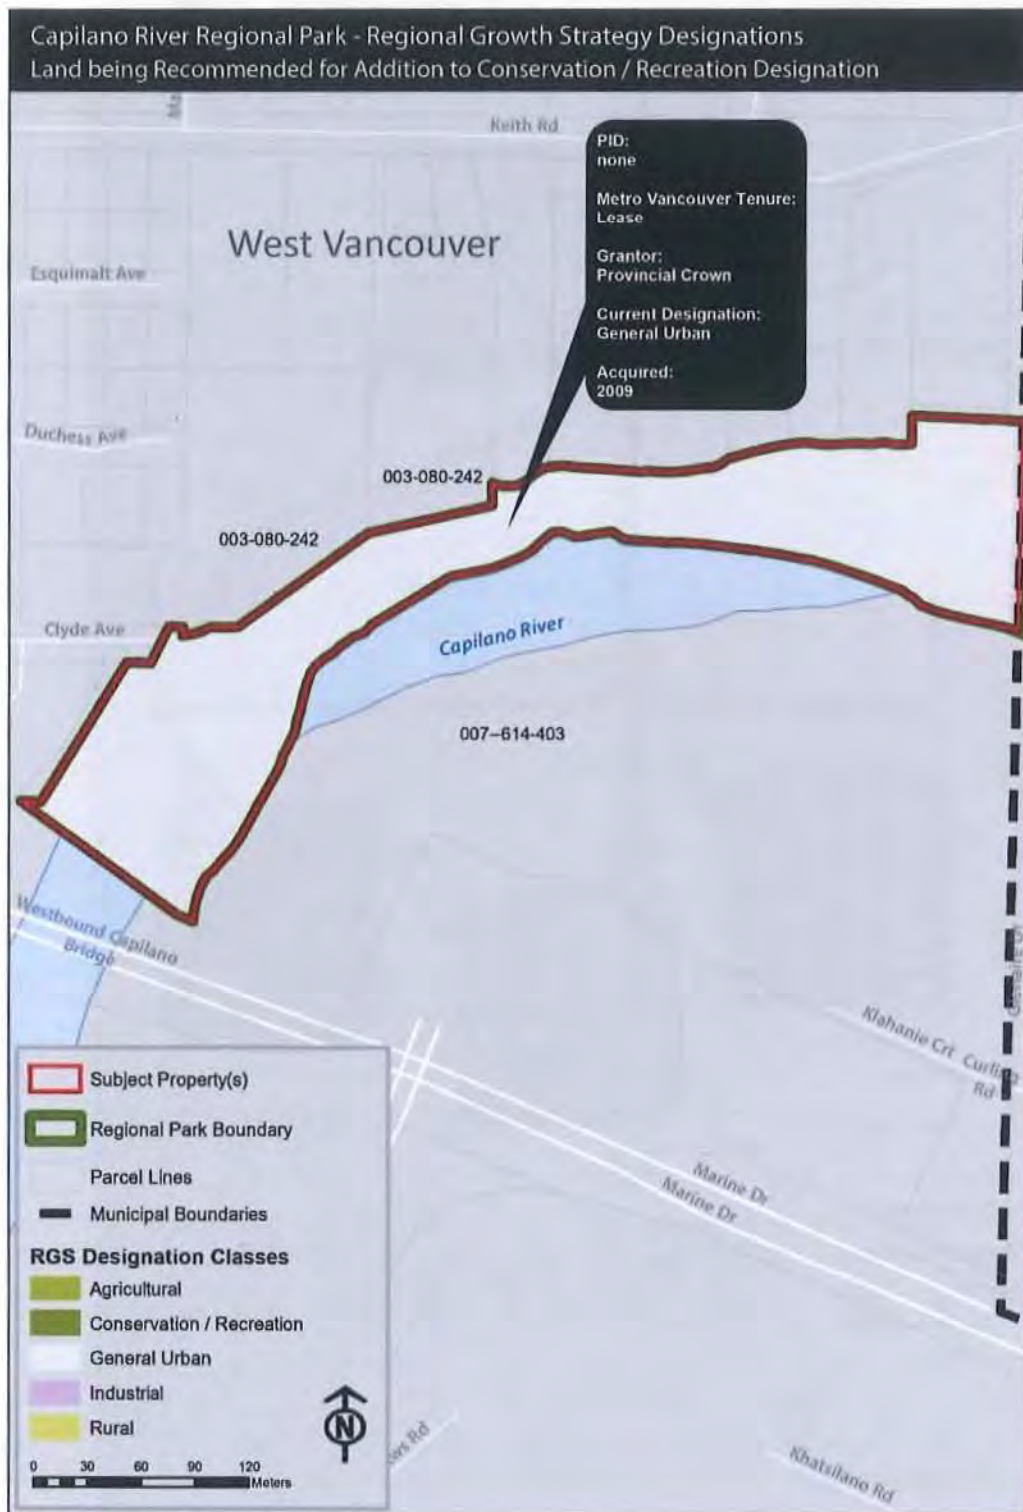 Capilano River Regional Park - Regional Growth Strategy Designations
Land being Recommended for Addition to Conservation / Recreation Designation
Ma
Keith Rd
PID:
none
Metro Vancouver Tenure:
Lease
Grantor:
Provincial Crown
Current Designation:
General Urban
Acquired:
2009
West Vancouver
Esquimalt Ave
Duchess Ave
003-080-242
003-080-242
Clyde Ave
Capilano River
007–614-403
Westbound Capilano
Bridge
Klahanie Crt
Curling
Rd
Marine Dr
Marine Dr
ws Rd
Khatsilano Rd
Subject Property(s)
Regional Park Boundary
Parcel Lines
Municipal Boundaries
RGS Designation Classes
Agricultural
Conservation / Recreation
General Urban
Industrial
Rural
N
0 30 60 90 120
Meters